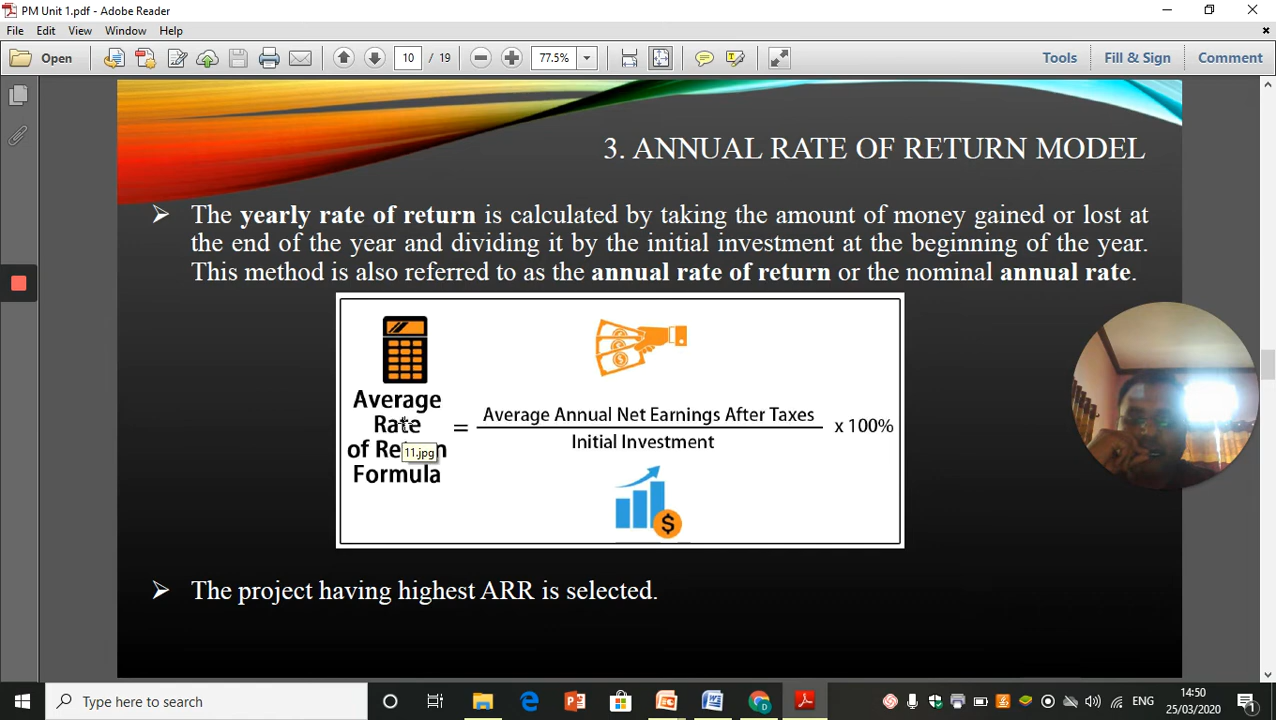 PM Unit 1.pdf - Adobe Reader
File Edit View Window Help
Open 10 / 19 77.5% Tools Fill & Sign Comment
3. ANNUAL RATE OF RETURN MODEL
The yearly rate of return is calculated by taking the amount of money gained or lost at
the end of the year and dividing it by the initial investment at the beginning of the year.
This method is also referred to as the annual rate of return or the nominal annual rate.
Average
Rate
of Return
Formula
11.jpg
=
Average Annual Net Earnings After Taxes
Initial Investment
x 100%
$
The project having highest ARR is selected.
Type here to search
ENG
14:50
25/03/2020
1